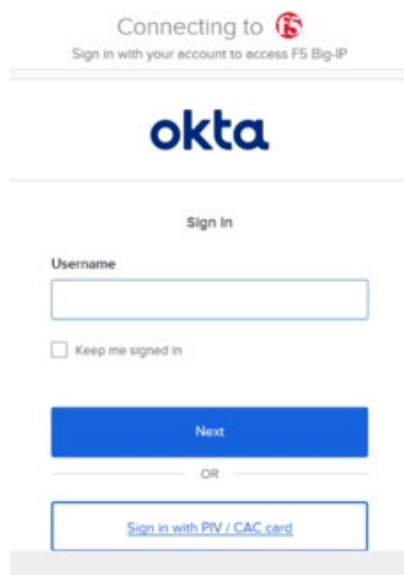 Connecting to f5
Sign in with your account to access F5 Big-IP
okta
Sign In
Username
Keep me signed in
Next
OR
Sign in with PIV / CAC card